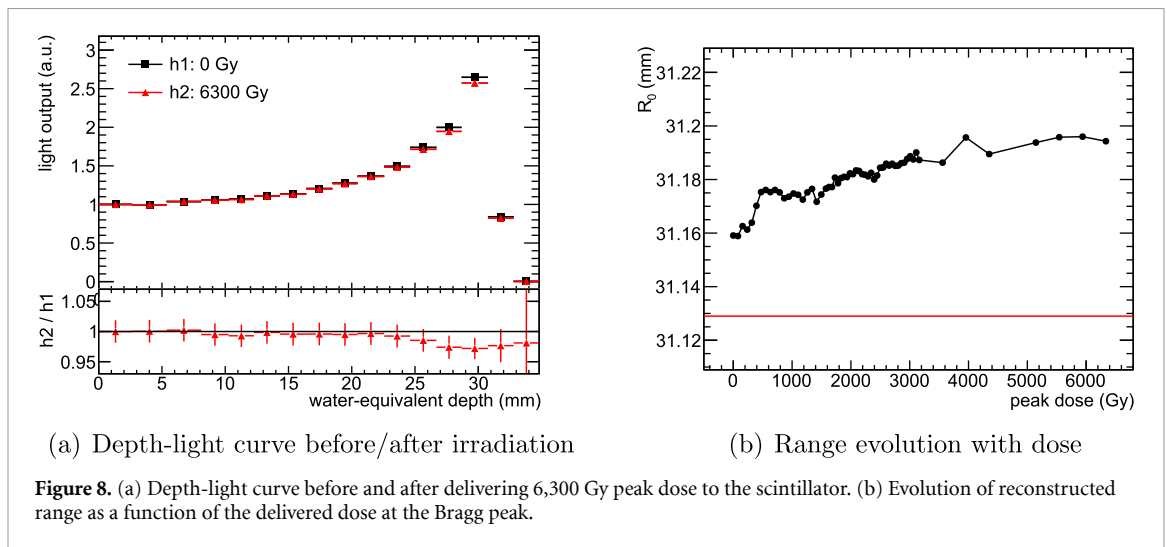 light output (a.u.)
3
2.5
2
1.5
1
0.5
0
h1: 0 Gy
h2: 6300 Gy
h2 / h1
1.05
1
0.95
0 5 10 15 20 25 30
water-equivalent depth (mm)
(a) Depth-light curve before/after irradiation
R0 (mm)
31.22
31.2
31.18
31.16
31.14
31.12
0 1000 2000 3000 4000 5000 6000
peak dose (Gy)
(b) Range evolution with dose
Figure 8. (a) Depth-light curve before and after delivering 6,300 Gy peak dose to the scintillator. (b) Evolution of reconstructed
range as a function of the delivered dose at the Bragg peak.